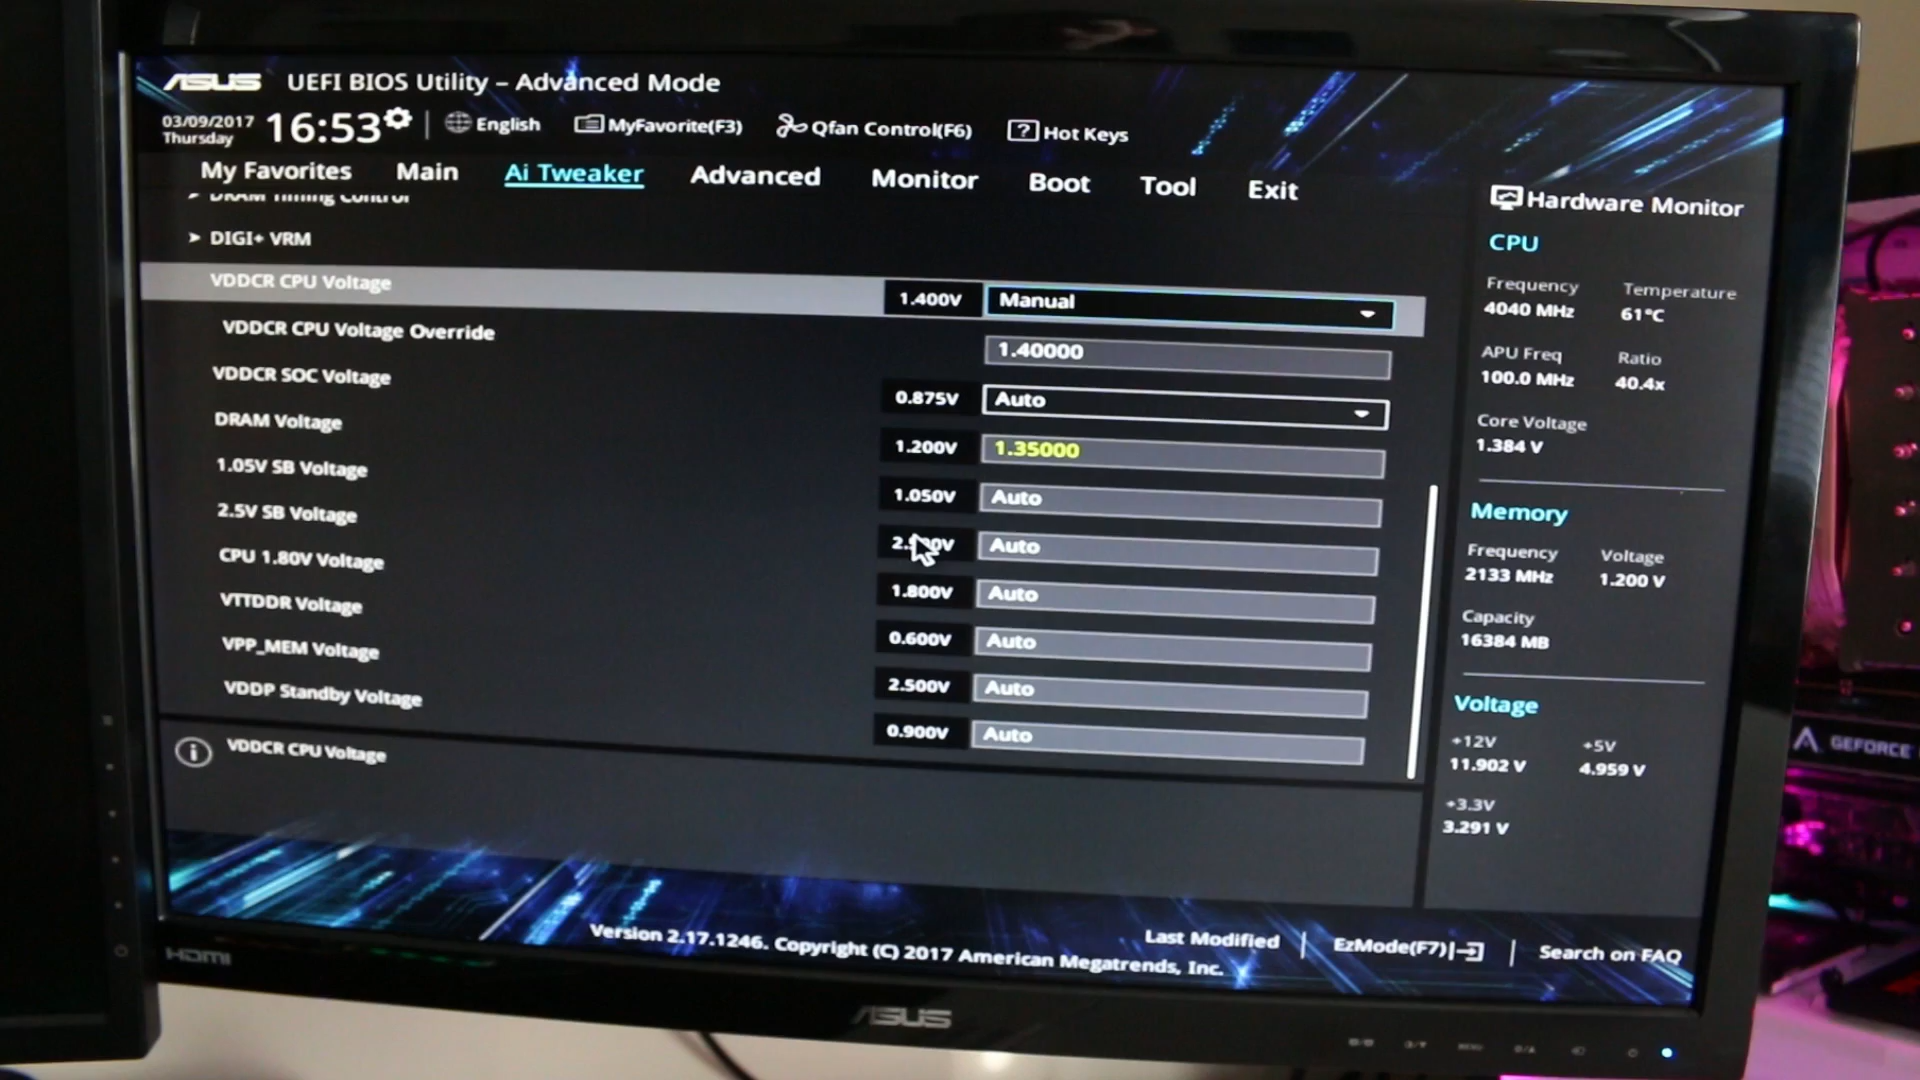 ASUS UEFI BIOS Utility – Advanced Mode
03/09/2017
Thursday
16:53
English
MyFavorite(F3)
Qfan Control(F6)
? Hot Keys
My Favorites Main Ai Tweaker Advanced Monitor Boot Tool Exit
DRAM Timing Control
DIGI+ VRM
VDDCR CPU Voltage 1.400V Manual
VDDCR CPU Voltage Override 1.40000
VDDCR SOC Voltage 0.875V Auto
DRAM Voltage 1.200V 1.35000
1.05V SB Voltage 1.050V Auto
2.5V SB Voltage Auto
CPU 1.80V Voltage 1.800V Auto
VTTDDR Voltage 0.600V Auto
VPP_MEM Voltage 2.500V Auto
VDDP Standby Voltage 0.900V Auto
VDDCR CPU Voltage
Hardware Monitor
CPU
Frequency Temperature
4040 MHz 61°C
APU Freq Ratio
100.0 MHz 40.4x
Core Voltage
1.384 V
Memory
Frequency Voltage
2133 MHz 1.200 V
Capacity
16384 MB
Voltage
+12V +5V
11.902 V 4.959 V
+3.3V
3.291 V
Last Modified
EzMode(F7)
Search on FAQ
Version 2.17.1246. Copyright (C) 2017 American Megatrends, Inc.
HDMI
ASUS
GEFORCE